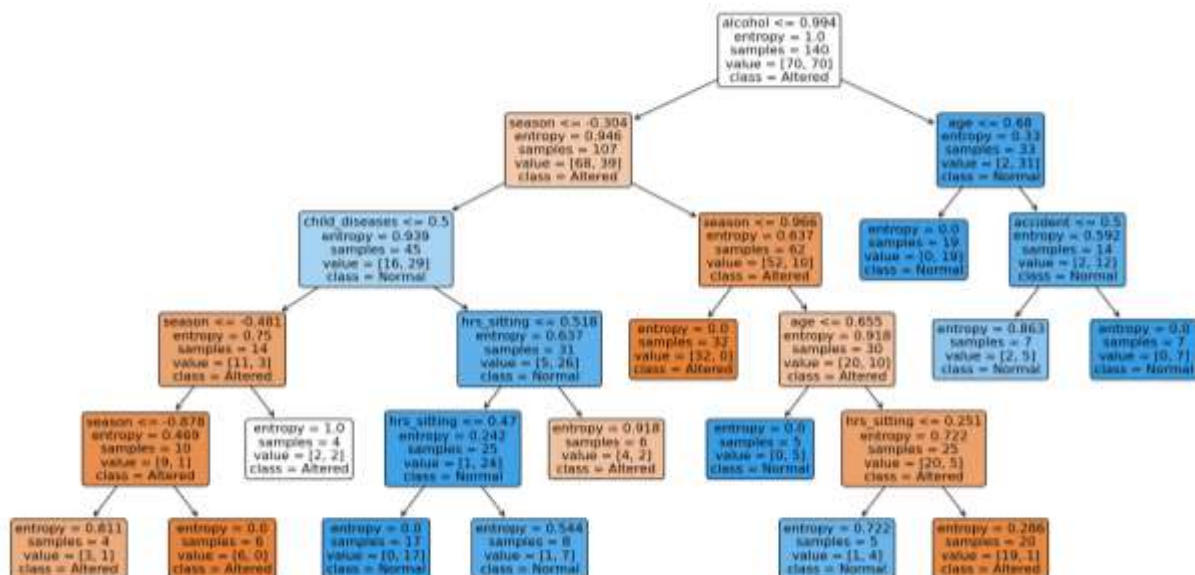 alcohol <= 0.994
entropy = 1.0
samples = 140
value = [70, 70]
class = Altered
season <= -0.304
entropy = 0.946
samples = 107
value = [68, 39]
class = Altered
age <= 0.68
entropy = 0.33
samples = 33
value = [2, 31]
class = Normal
child_diseases <= 0.5
entropy = 0.939
samples = 45
value = [16, 29]
class = Normal
season <= 0.966
entropy = 0.637
samples = 62
value = [52, 10]
class = Altered
entropy = 0.0
samples = 19
value = [0, 19]
class = Normal
accident <= 0.5
entropy = 0.592
samples = 14
value = [2, 12]
class = Normal
season <= -0.481
entropy = 0.75
samples = 14
value = [11, 3]
class = Altered
hrs_sitting <= 0.518
entropy = 0.637
samples = 31
value = [5, 26]
class = Normal
entropy = 0.0
samples = 32
value = [32, 0]
class = Altered
age <= 0.655
entropy = 0.918
samples = 30
value = [20, 10]
class = Altered
entropy = 0.863
samples = 7
value = [2, 5]
class = Normal
entropy = 0.0
samples = 7
value = [0, 7]
class = Normal
season <= -0.878
entropy = 0.469
samples = 10
value = [9, 1]
class = Altered
entropy = 1.0
samples = 4
value = [2, 2]
class = Altered
hrs_sitting <= 0.47
entropy = 0.242
samples = 25
value = [1, 24]
class = Normal
entropy = 0.918
samples = 6
value = [4, 2]
class = Altered
entropy = 0.0
samples = 5
value = [0, 5]
class = Normal
hrs_sitting <= 0.251
entropy = 0.722
samples = 25
value = [20, 5]
class = Altered
entropy = 0.811
samples = 4
value = [3, 1]
class = Altered
entropy = 0.0
samples = 6
value = [6, 0]
class = Altered
entropy = 0.0
samples = 17
value = [0, 17]
class = Normal
entropy = 0.544
samples = 8
value = [1, 7]
class = Normal
entropy = 0.722
samples = 5
value = [1, 4]
class = Normal
entropy = 0.286
samples = 20
value = [19, 1]
class = Altered